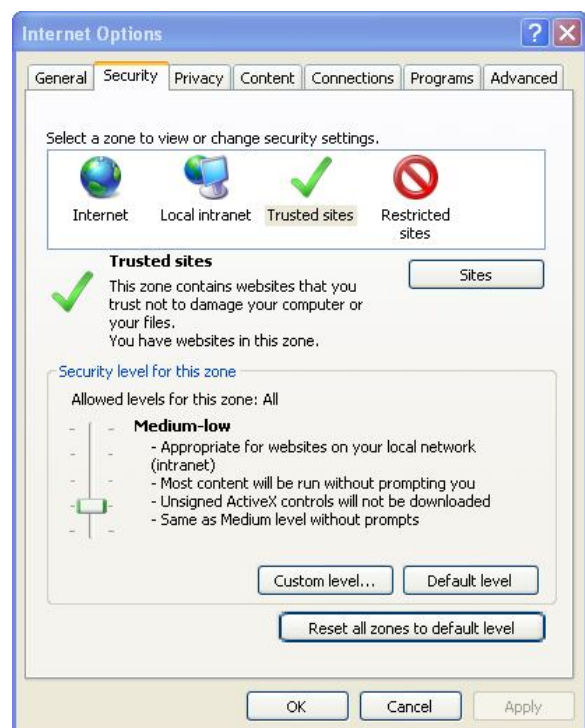 Internet Options
General Security Privacy Content Connections Programs Advanced
Select a zone to view or change security settings.
Internet Local intranet Trusted sites Restricted
sites
Trusted sites
Sites
This zone contains websites that you
trust not to damage your computer or
your files.
You have websites in this zone.
Security level for this zone
Allowed levels for this zone: All
Medium-low
- Appropriate for websites on your local network
(intranet)
- Most content will be run without prompting you
- Unsigned ActiveX controls will not be downloaded
- Same as Medium level without prompts
Custom level... Default level
Reset all zones to default level
OK Cancel Apply